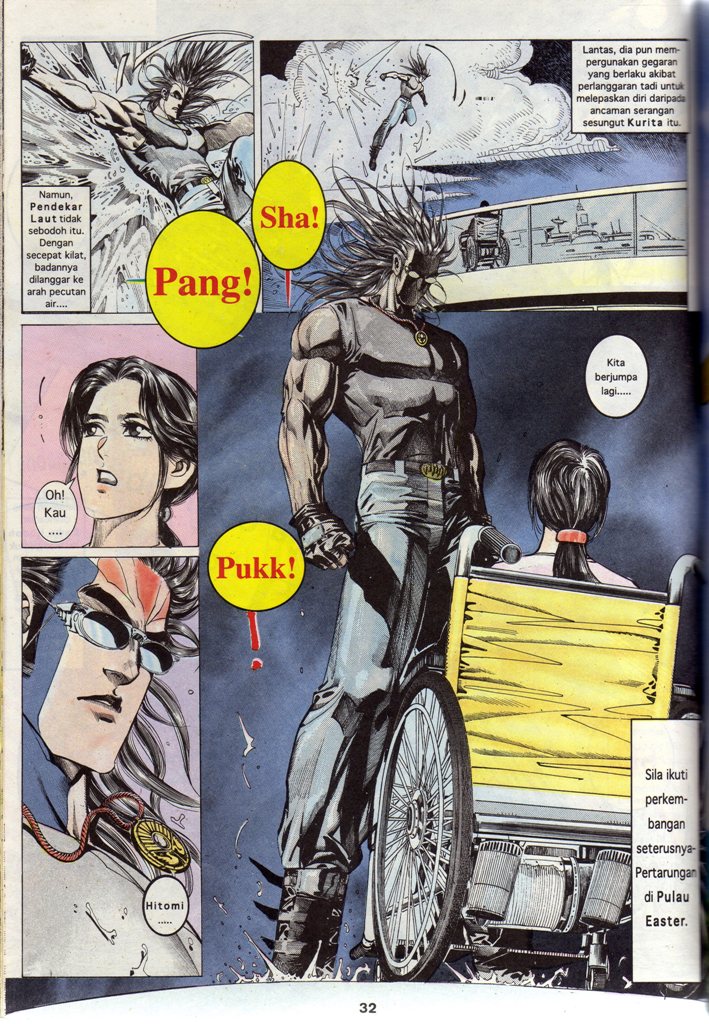 Namun,
Pendekar
Laut tidak
sebodoh itu.
Dengan
secepat kilat,
badannya
dilanggar ke
arah pecutan
air....
Pang!
Lantas, dia pun mem-
pergunakan gegaran
yang berlaku akibat
perlanggaran tadi untuk
melepaskan diri daripada
ancaman serangan
sesungut Kurita itu.
Sha!
Oh!
Kau
....
Kita
berjumpa
lagi.....
Pukk!
Hitomi
.....
Sila ikuti
perkem-
bangan
seterusnya-
Pertarungan
di Pulau
Easter.
32